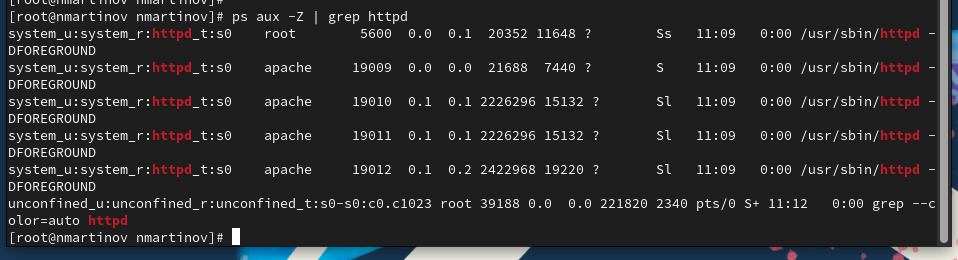 [root@nmartinov nmartinov]#
[root@nmartinov nmartinov]# ps aux -Z | grep httpd
system_u:system_r:httpd_t:s0    root        5600  0.0  0.1  20352 11648 ?        Ss   11:09   0:00 /usr/sbin/httpd -
DFOREGROUND
system_u:system_r:httpd_t:s0    apache     19009  0.0  0.0  21688  7440 ?        S    11:09   0:00 /usr/sbin/httpd -
DFOREGROUND
system_u:system_r:httpd_t:s0    apache     19010  0.1  0.1 2226296 15132 ?       Sl   11:09   0:00 /usr/sbin/httpd -
DFOREGROUND
system_u:system_r:httpd_t:s0    apache     19011  0.1  0.1 2226296 15132 ?       Sl   11:09   0:00 /usr/sbin/httpd -
DFOREGROUND
system_u:system_r:httpd_t:s0    apache     19012  0.1  0.2 2422968 19220 ?       Sl   11:09   0:00 /usr/sbin/httpd -
DFOREGROUND
unconfined_u:unconfined_r:unconfined_t:s0-s0:c0.c1023 root 39188 0.0  0.0 221820 2340 pts/0 S+ 11:12   0:00 grep --c
olor=auto httpd
[root@nmartinov nmartinov]#